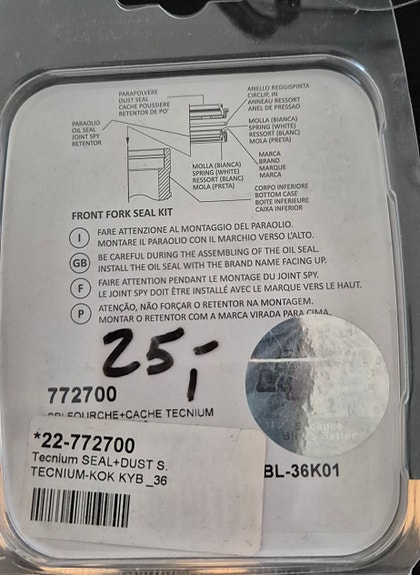 PARAPOLVERE
DUST SEAL
CACHE POUSSIERE
RETENTOR DE PO'
ANELLO REGGISPINTA
CIRCLIP, IN
ANNEAU RESSORT
ANEL DE PRESSAO
PARAOLIO
OIL SEAL
JOINT SPY
RETENTOR
MOLLA (BIANCA)
SPRING (WHITE)
RESSORT (BLANC)
MOLA (PRETA)
MOLLA (BIANCA)
SPRING (WHITE)
RESSORT (BLANC)
MOLA (PRETA)
MARCA
BRAND
MARQUE
MARCA
CORPO INFERIORE
BOTTOM CASE
BOITE INFERIEURE
CAIXA INFERIOR
FRONT FORK SEAL KIT
I FARE ATTENZIONE AL MONTAGGIO DEL PARAOLIO.
MONTARE IL PARAOLIO CON IL MARCHIO VERSO L'ALTO.
GB BE CAREFUL DURING THE ASSEMBLING OF THE OIL SEAL.
INSTALL THE OIL SEAL WITH THE BRAND NAME FACING UP.
F FAIRE ATTENTION PENDANT LE MONTAGE DU JOINT SPY.
LE JOINT SPY DOIT ÊTRE INSTALLÉ AVEC LE MARQUE VERS LE HAUT.
P ATENÇÃO, NÃO FORÇAR O RETENTOR NA MONTAGEM.
MONTAR O RETENTOR COM A MARCA VIRADA PARA CIMA.
25,-
772700
FOURCHE+CACHE TECNIUM
*22-772700
Tecnium SEAL+DUST S.
TECNIUM-KOK KYB _36
BL-36K01